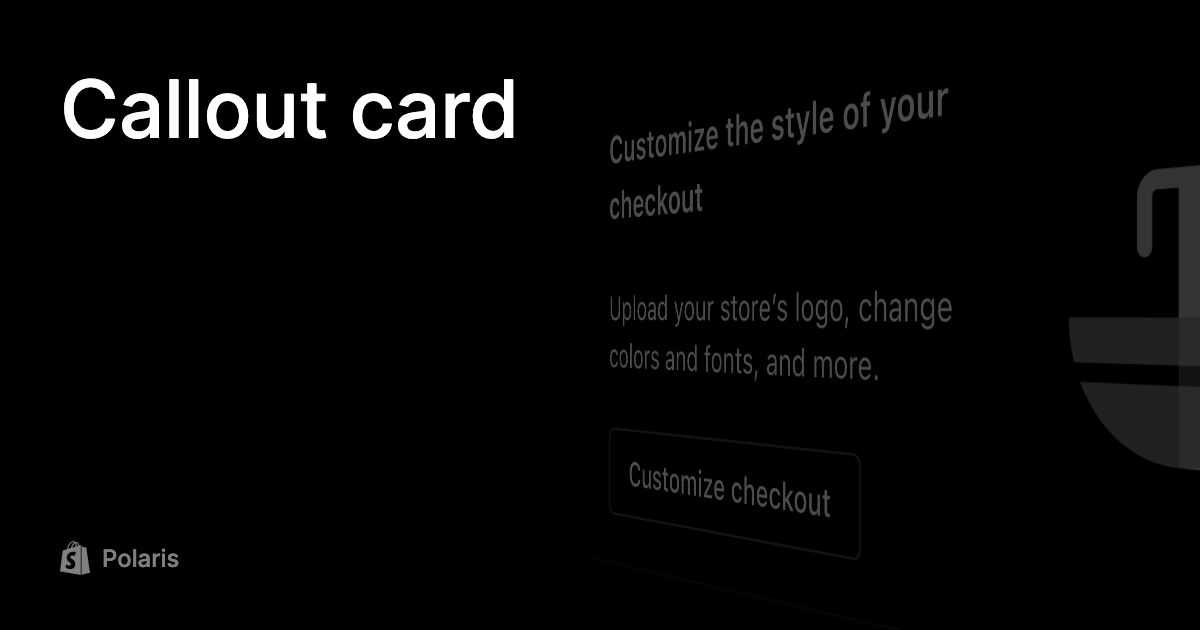 Callout card
Customize the style of your
checkout
Upload your store’s logo, change
colors and fonts, and more.
Customize checkout
Polaris